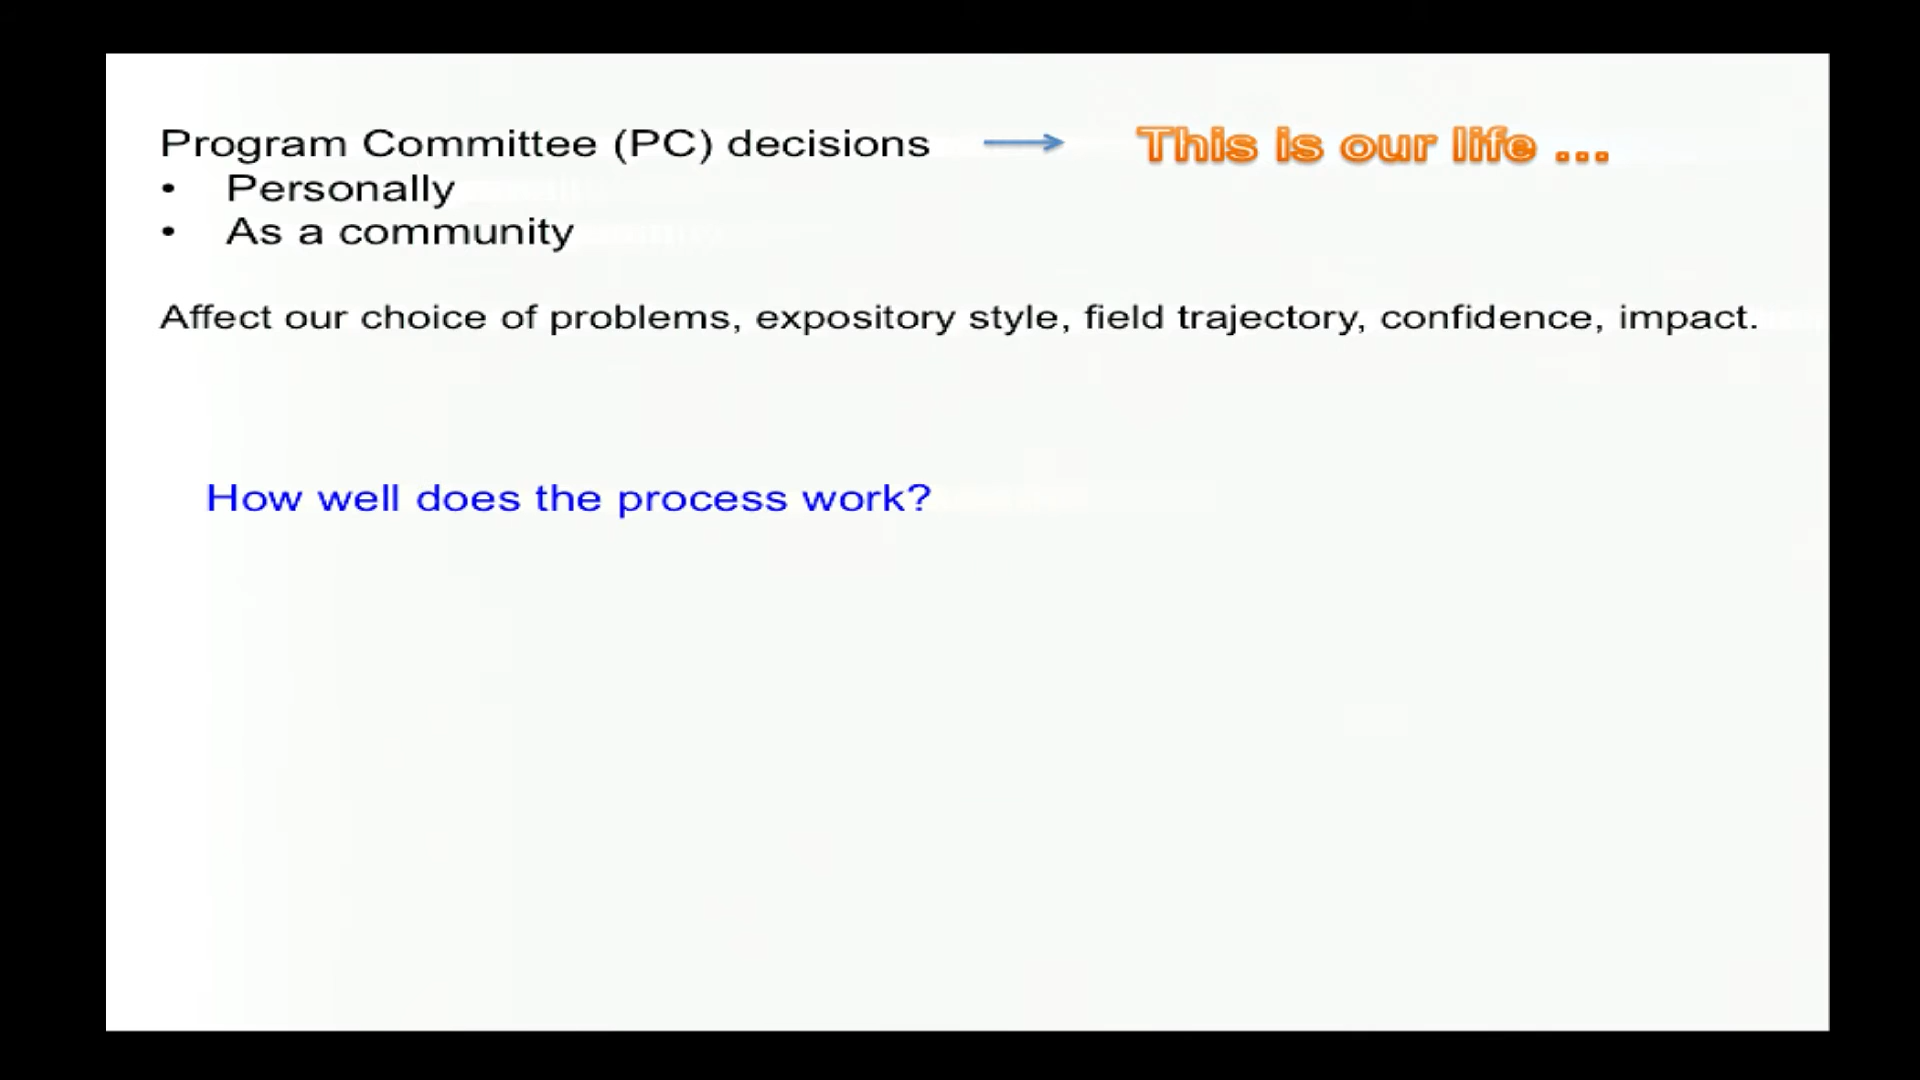 Program Committee (PC) decisions → This is our life ...
• Personally
• As a community
Affect our choice of problems, expository style, field trajectory, confidence, impact.
How well does the process work?